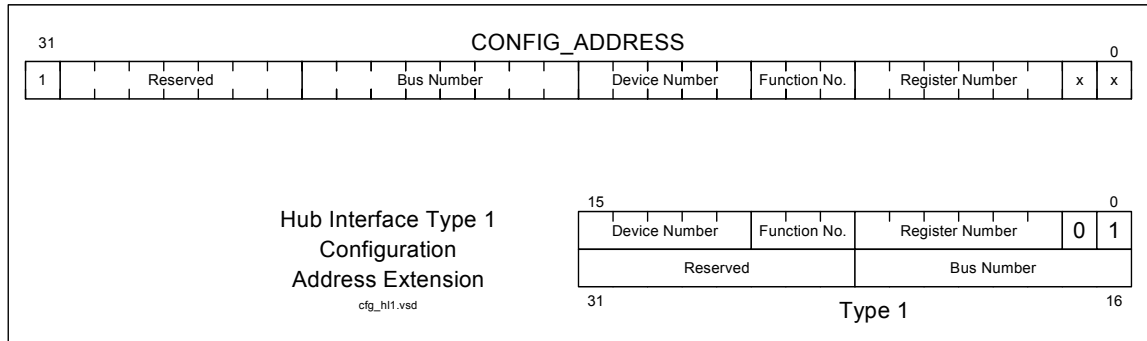 CONFIG_ADDRESS
31 0
1 Reserved Bus Number Device Number Function No. Register Number x x
Hub Interface Type 1
Configuration
Address Extension
cfg_hl1.vsd
15 0
Device Number Function No. Register Number 0 1
Reserved Bus Number
31 16
Type 1